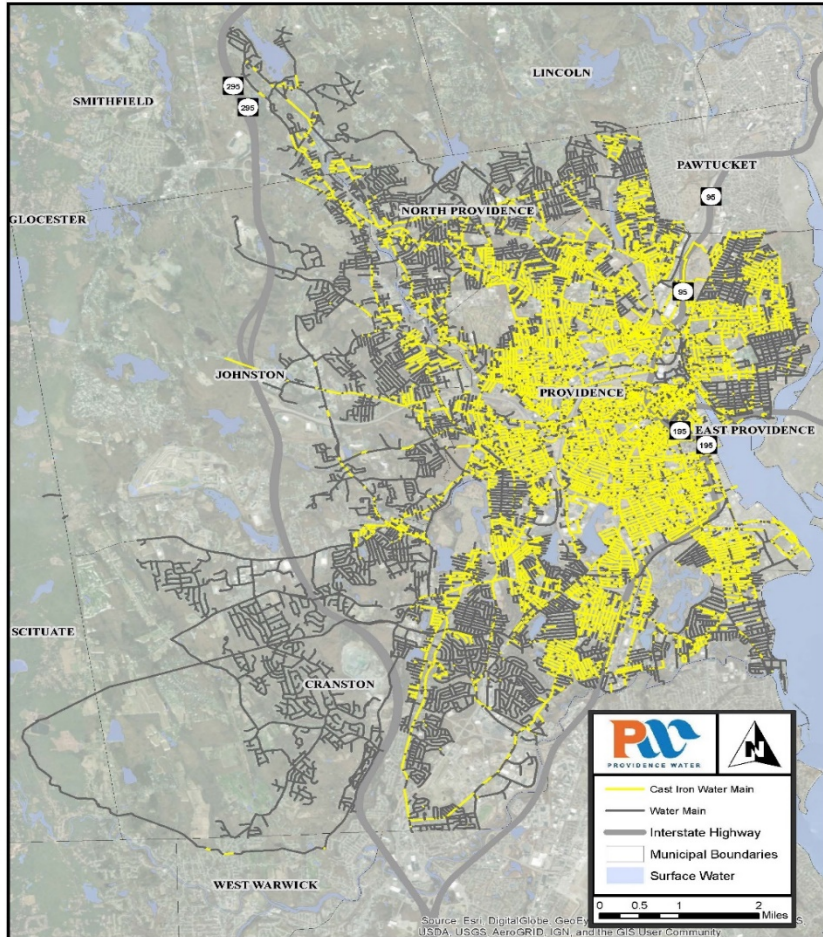 LINCOLN
295
SMITHFIELD
295
PAWTUCKET
95
NORTH PROVIDENCE
GLOCESTER
95
JOHNSTON
PROVIDENCE
195
EAST PROVIDENCE
195
SCITUATE
CRANSTON
WEST WARWICK
PW
PROVIDENCE WATER
N
Cast Iron Water Main
Water Main
Interstate Highway
Municipal Boundaries
Surface Water
0 0.5 1 2
Miles
Source: Esri, DigitalGlobe, GeoEy
S
USDA, USGS, AeroGRID, IGN, and the GIS User Community